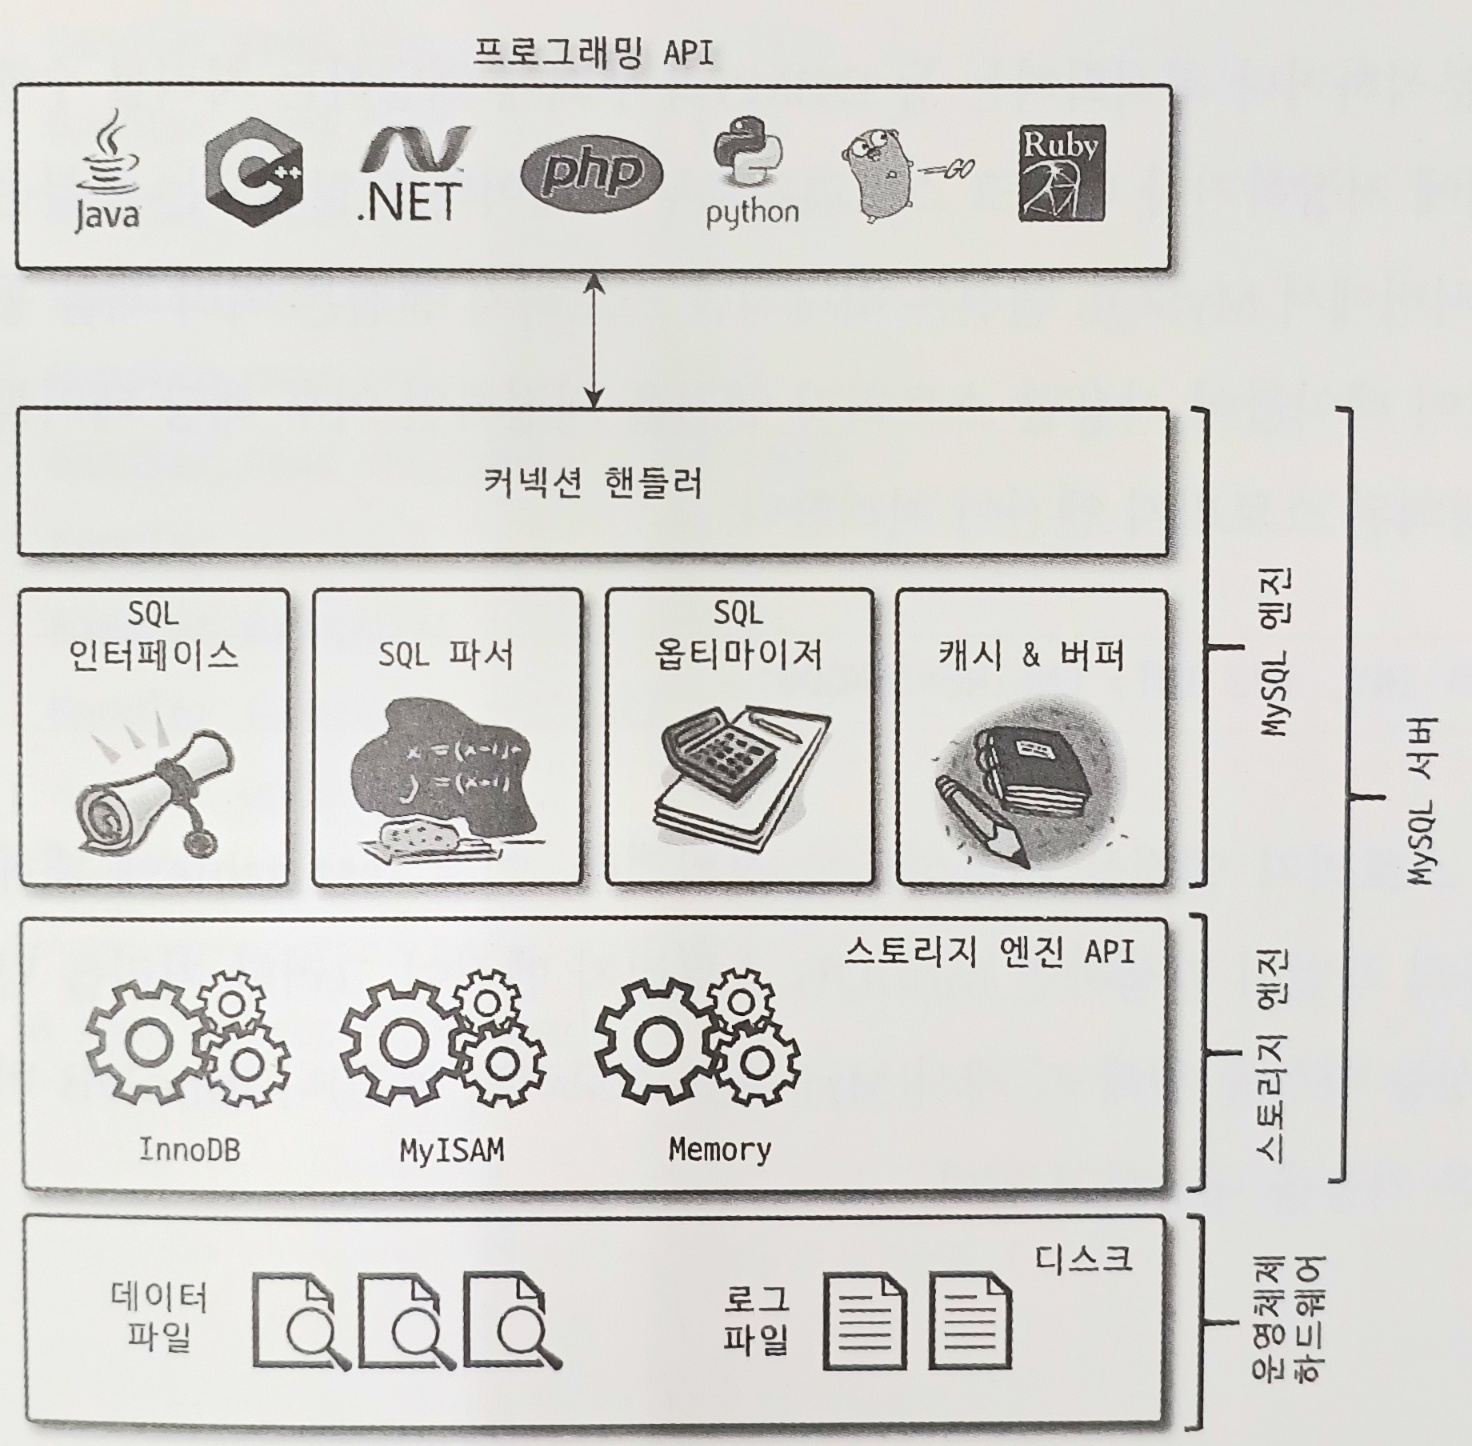 프로그래밍 API
Java
C++
.NET
php
python
GO
Ruby
커넥션 핸들러
SQL
인터페이스
SQL 파서
SQL
옵티마이저
캐시 & 버퍼
MySQL 엔진
스토리지 엔진 API
InnoDB
MyISAM
Memory
스토리지 엔진
MySQL 서버
디스크
데이터
파일
로그
파일
운영체제
하드웨어